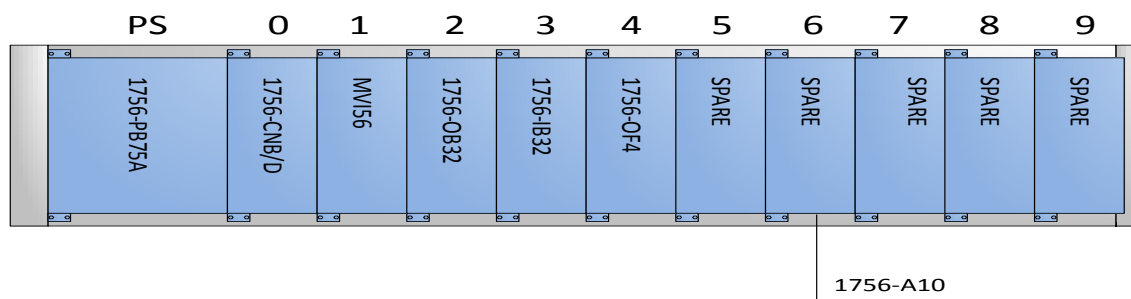 PS 0 1 2 3 4 5 6 7 8 9
1756-PB75A
1756-CNB/D
MVI56
1756-OB32
1756-IB32
1756-OF4
SPARE
SPARE
SPARE
SPARE
SPARE
1756-A10